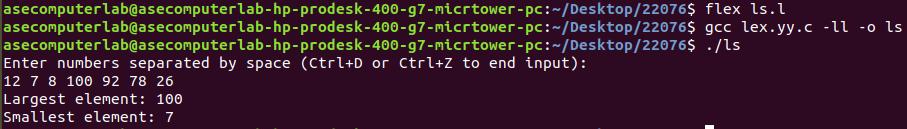 asecomputerlab@asecomputerlab-hp-prodesk-400-g7-micrtower-pc:~/Desktop/22076$ flex ls.l
asecomputerlab@asecomputerlab-hp-prodesk-400-g7-micrtower-pc:~/Desktop/22076$ gcc lex.yy.c -ll -o ls
asecomputerlab@asecomputerlab-hp-prodesk-400-g7-micrtower-pc:~/Desktop/22076$ ./ls
Enter numbers separated by space (Ctrl+D or Ctrl+Z to end input):
12 7 8 100 92 78 26
Largest element: 100
Smallest element: 7